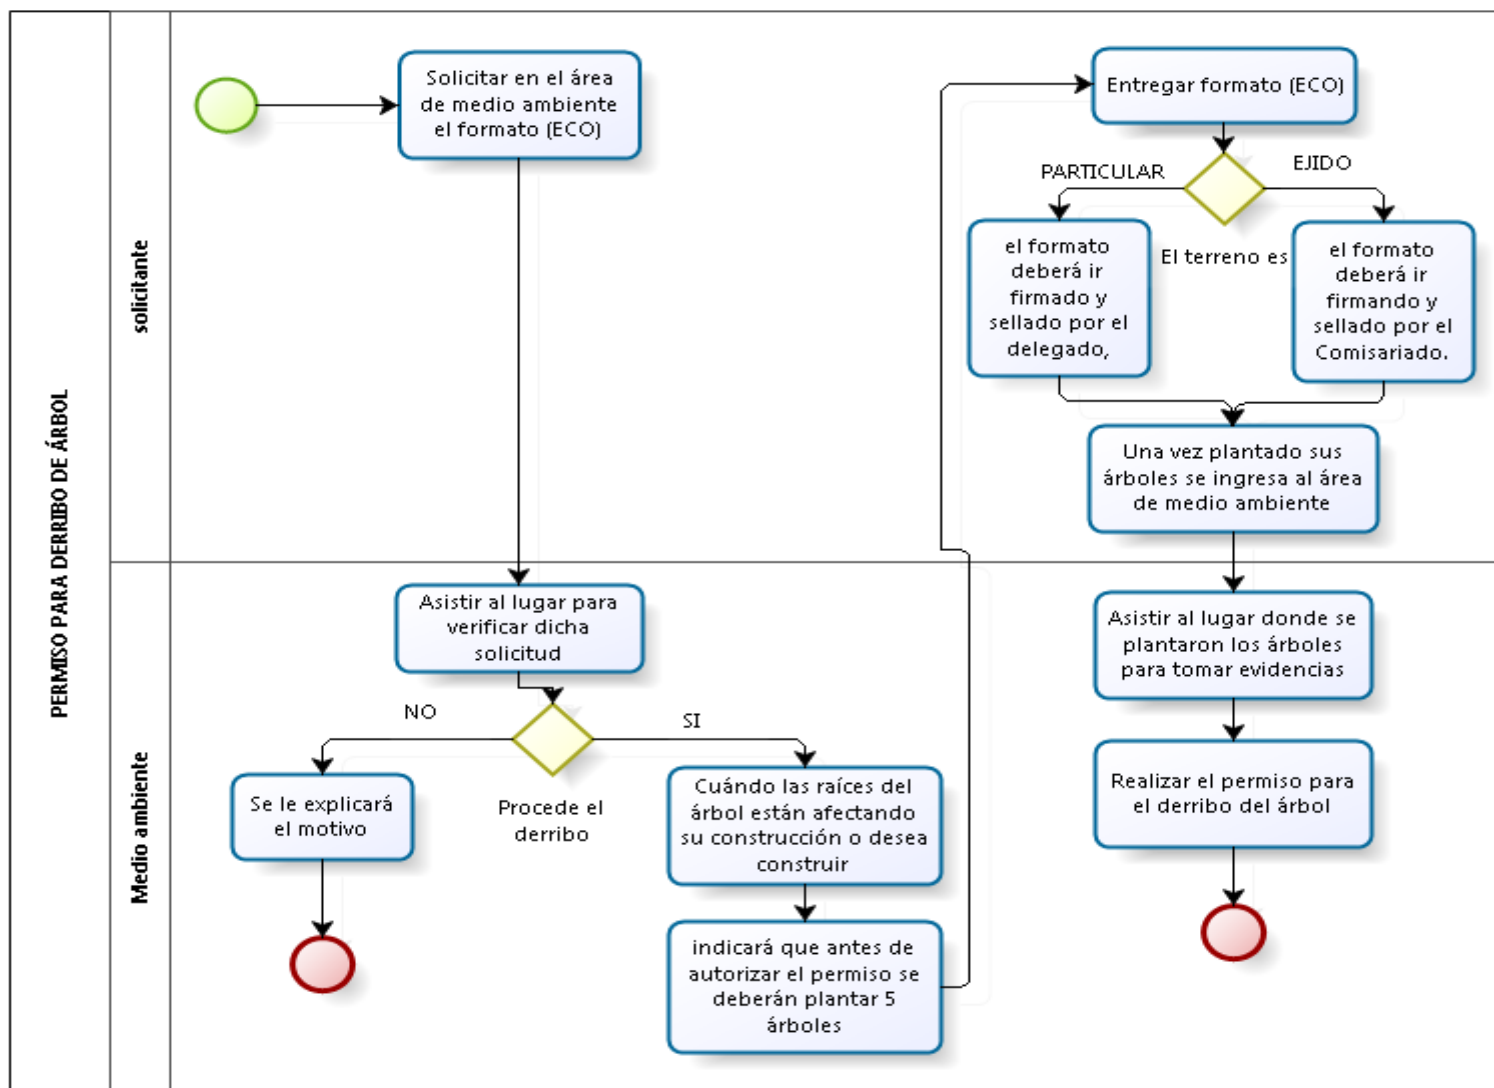 PERMISO PARA DERRIBO DE ÁRBOL
solicitante
Solicitar en el área
de medio ambiente
el formato (ECO)
Entregar formato (ECO)
PARTICULAR
EJIDO
El terreno es
el formato
deberá ir
firmado y
sellado por el
delegado,
el formato
deberá ir
firmando y
sellado por el
Comisariado.
Una vez plantado sus
árboles se ingresa al área
de medio ambiente
Medio ambiente
Asistir al lugar para
verificar dicha
solicitud
NO
SI
Procede el
derribo
Se le explicará
el motivo
Cuándo las raíces del
árbol están afectando
su construcción o desea
construir
indicará que antes de
autorizar el permiso se
deberán plantar 5
árboles
Asistir al lugar donde se
plantaron los árboles
para tomar evidencias
Realizar el permiso para
el derribo del árbol